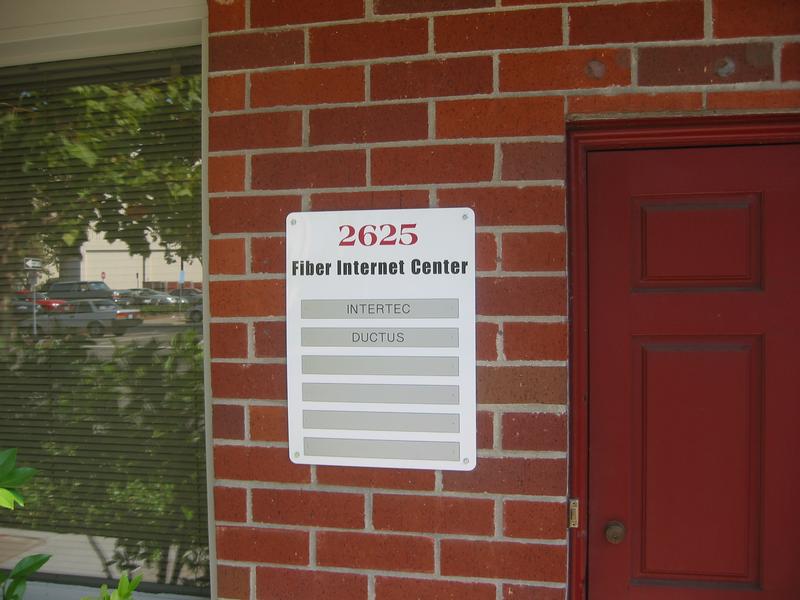 2625
Fiber Internet Center
INTERTEC
DUCTUS